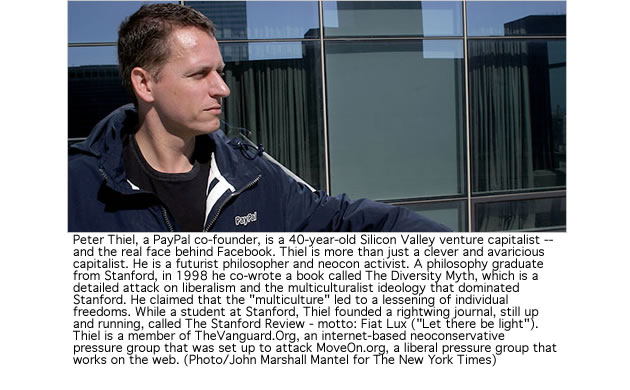 PayPal
Peter Thiel, a PayPal co-founder, is a 40-year-old Silicon Valley venture capitalist --
and the real face behind Facebook. Thiel is more than just a clever and avaricious
capitalist. He is a futurist philosopher and neocon activist. A philosophy graduate
from Stanford, in 1998 he co-wrote a book called The Diversity Myth, which is a
detailed attack on liberalism and the multiculturalist ideology that dominated
Stanford. He claimed that the "multiculture" led to a lessening of individual
freedoms. While a student at Stanford, Thiel founded a rightwing journal, still up
and running, called The Stanford Review - motto: Fiat Lux ("Let there be light").
Thiel is a member of TheVanguard.Org, an internet-based neoconservative
pressure group that was set up to attack MoveOn.org, a liberal pressure group that
works on the web. (Photo/John Marshall Mantel for The New York Times)